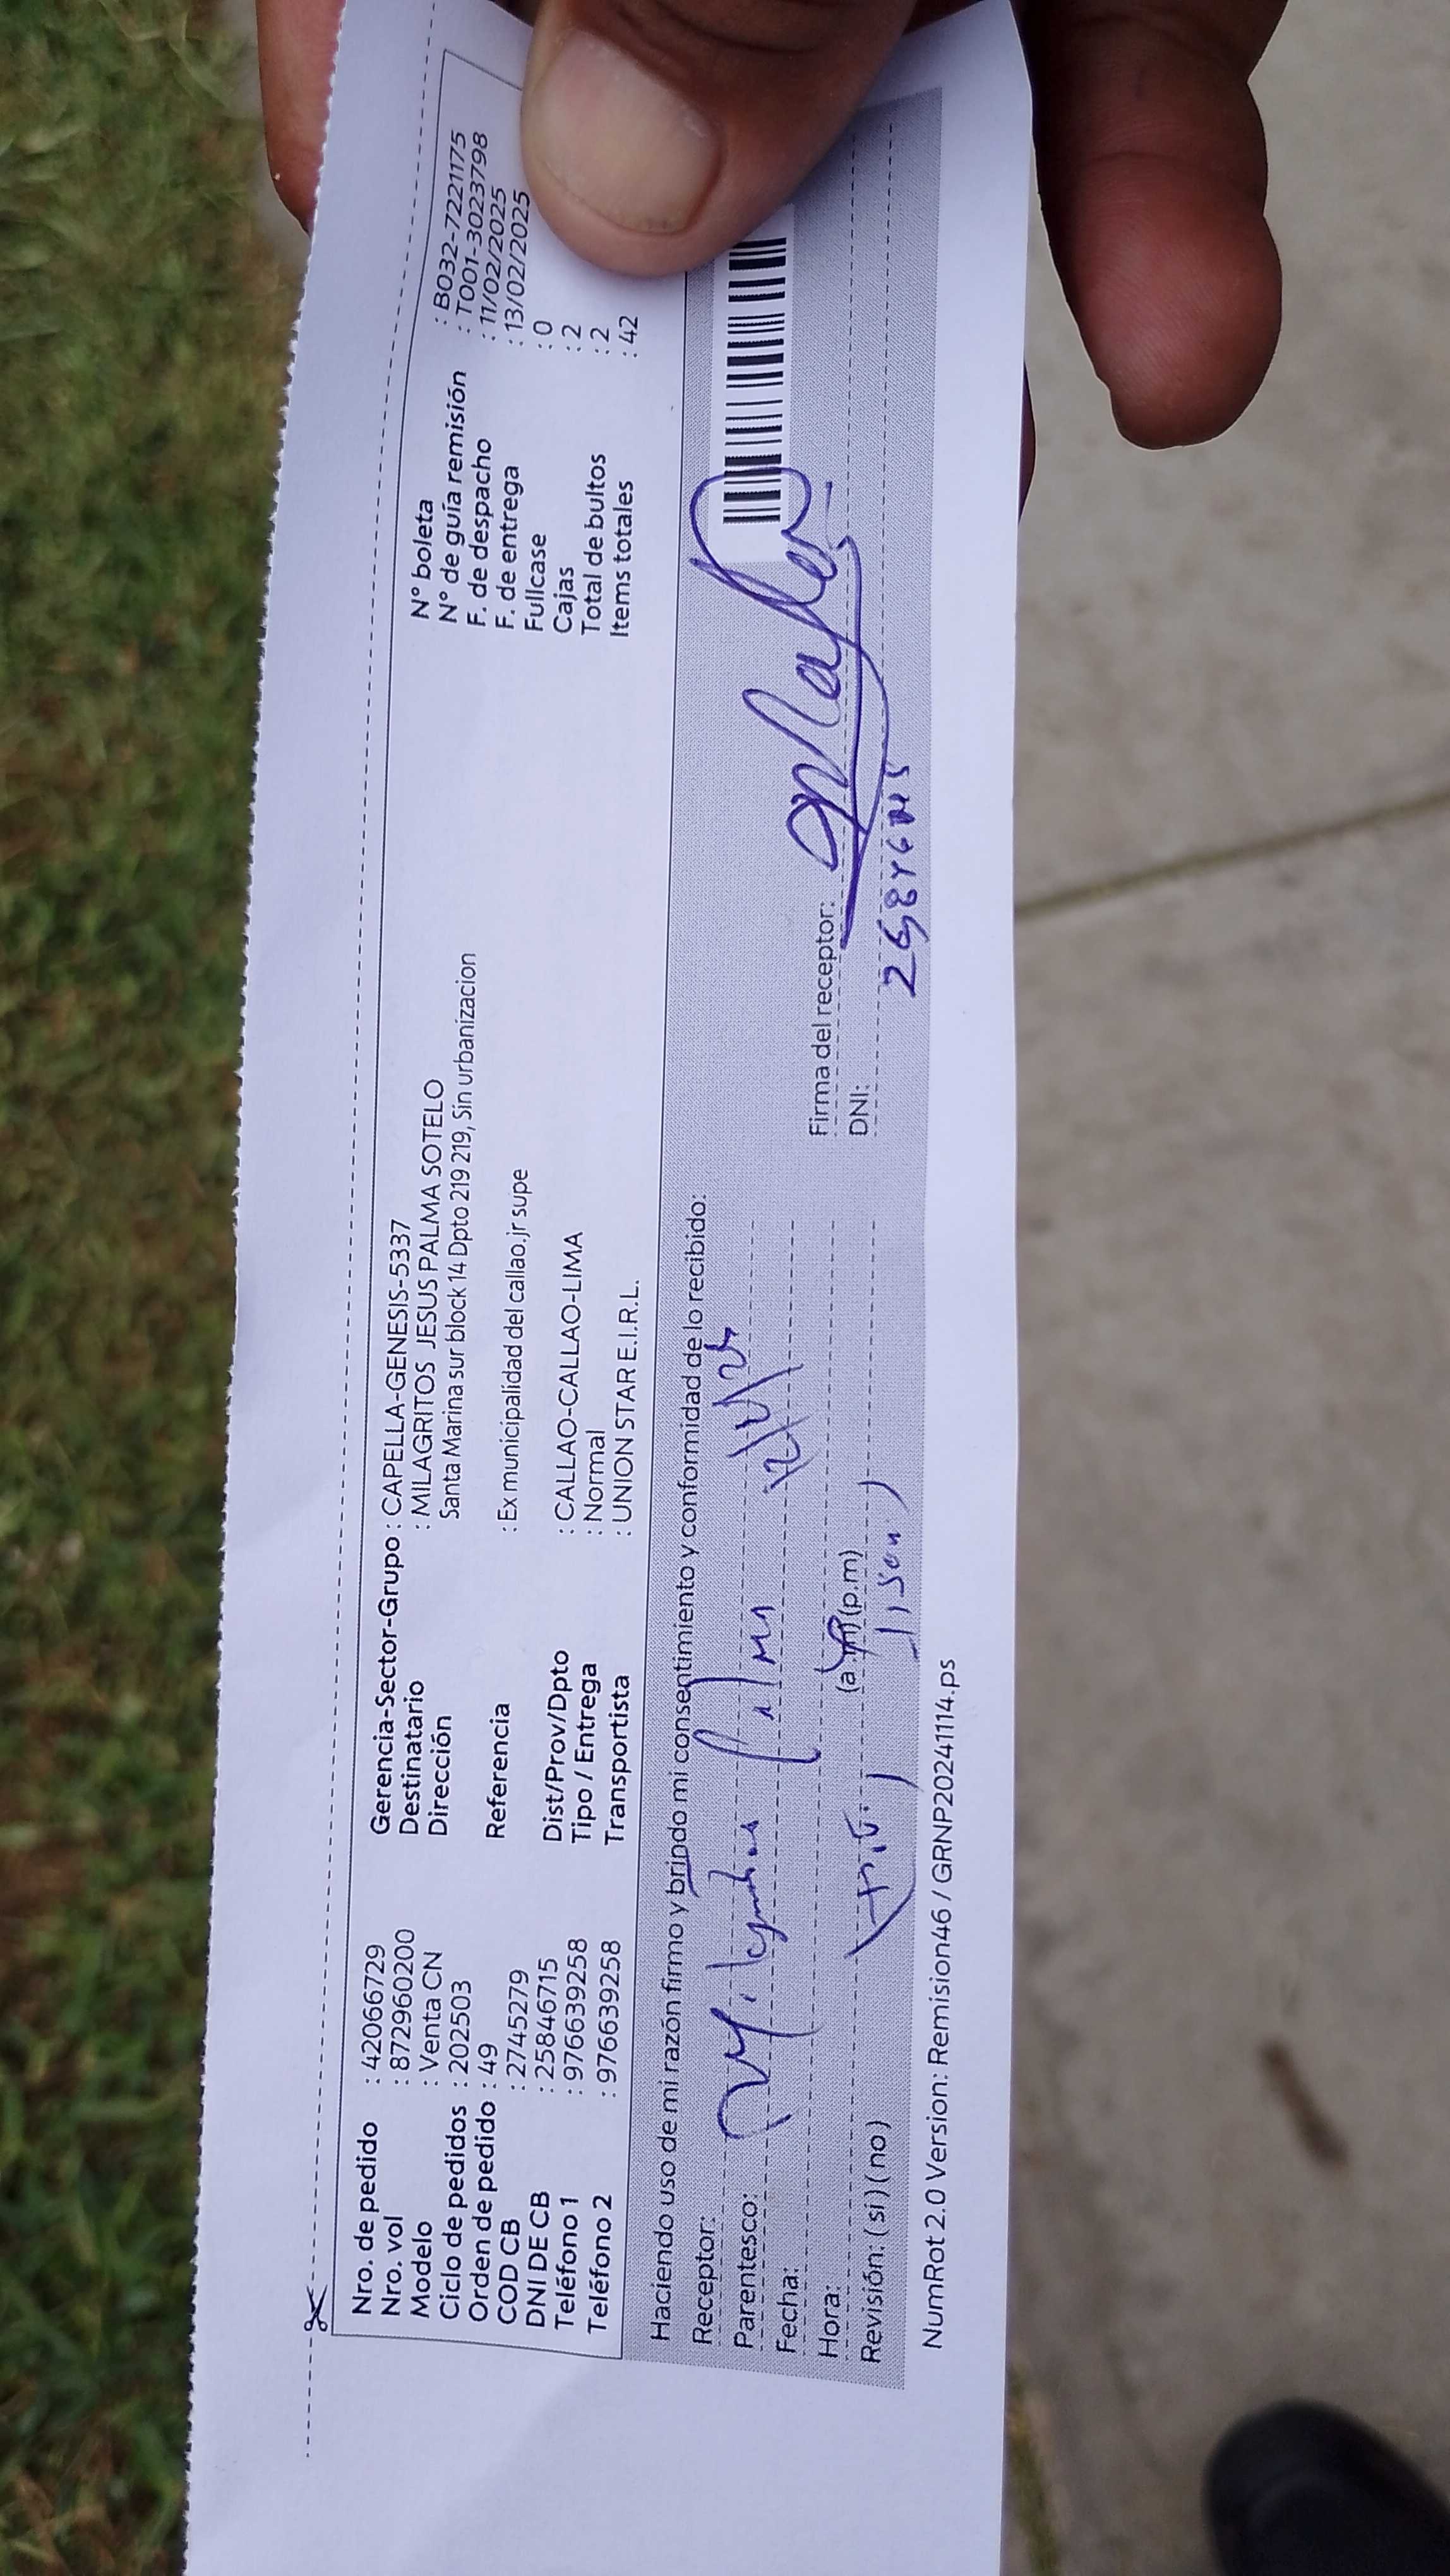 Nro. de pedido : 42066729
Nro. vol : 872960200
Modelo : Venta CN
Ciclo de pedidos : 202503
Orden de pedido : 49
COD CB : 2745279
DNI DE CB : 25846715
Teléfono 1 : 976639258
Teléfono 2 : 976639258
Gerencia-Sector-Grupo : CAPELLA-GENESIS-5337
Destinatario : MILAGRITOS JESUS PALMA SOTELO
Dirección Santa Marina sur block 14 Dpto 219 219, Sin urbanizacion
Referencia : Ex municipalidad del callao.jr supe
Dist/Prov/Dpto : CALLAO-CALLAO-LIMA
Tipo / Entrega : Normal
Transportista : UNION STAR E.I.R.L.
N° boleta : B032-7221175
N° de guía remisión : T001-3023798
F. de despacho : 11/02/2025
F. de entrega : 13/02/2025
Fullcase : 0
Cajas : 2
Total de bultos : 2
Items totales : 42
Haciendo uso de mi razón firmo y brindo mi consentimiento y conformidad de lo recibido:
Receptor: Palma
Parentesco:
Fecha:
Hora: (a.m) (p.m)
Revisión: ( si ) ( no )
Firma del receptor:
DNI:
NumRot 2.0 Version: Remision46 / GRNP20241114.ps